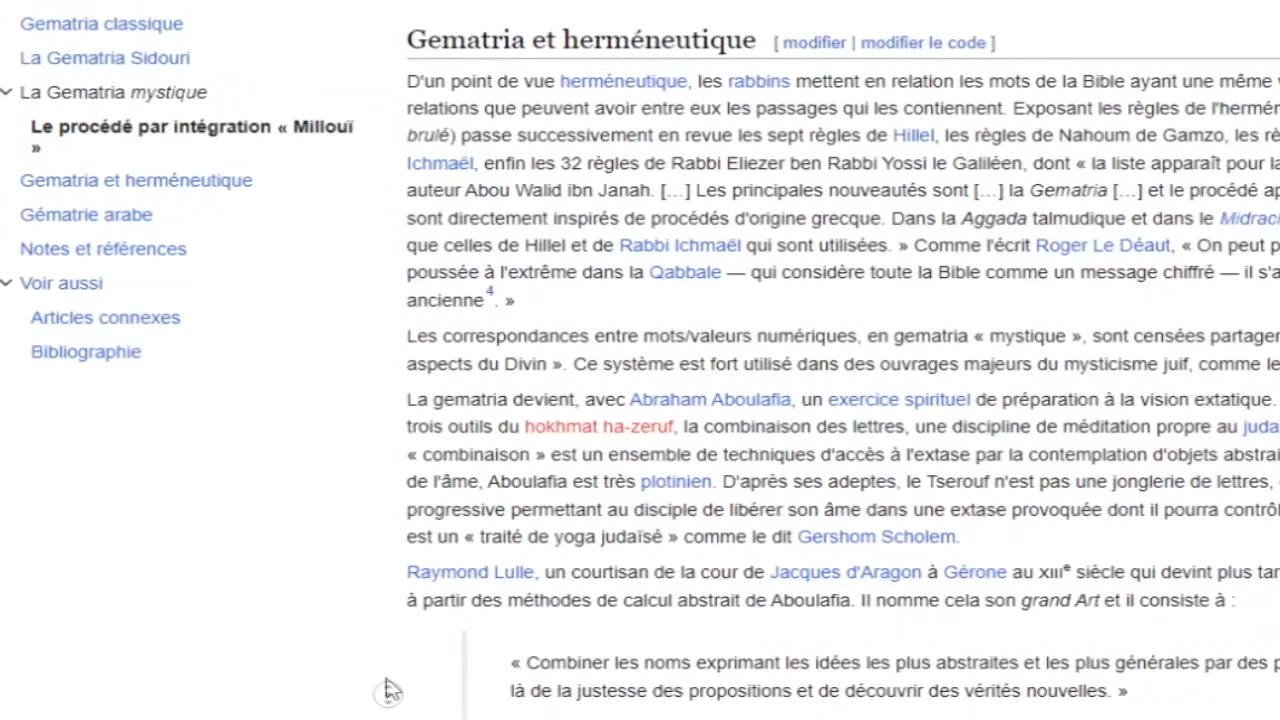 Gematria classique
La Gematria Sidouri
La Gematria mystique
Le procédé par intégration « Millouï
»
Gematria et herméneutique
Gématrie arabe
Notes et références
Voir aussi
Articles connexes
Bibliographie
Gematria et herméneutique [ modifier | modifier le code ]
D'un point de vue herméneutique, les rabbins mettent en relation les mots de la Bible ayant une même
relations que peuvent avoir entre eux les passages qui les contiennent. Exposant les règles de
brulé) passe successivement en revue les sept règles de Hillel, les règles de Nahoum de Gamzo, les
Ichmaël, enfin les 32 règles de Rabbi Eliezer ben Rabbi Yossi le Galiléen, dont « la liste apparaît pour
auteur Abou Walid ibn Janah. [...] Les principales nouveautés sont [...] la Gematria [...] et le procédé
sont directement inspirés de procédés d'origine grecque. Dans la Aggada talmudique et dans le
que celles de Hillel et de Rabbi Ichmaël qui sont utilisées. » Comme l'écrit Roger Le Déaut, « On peut
poussée à l'extrême dans la Qabbale — qui considère toute la Bible comme un message chiffré — il
ancienne4. »
Les correspondances entre mots/valeurs numériques, en gematria « mystique », sont censées partager
aspects du Divin ». Ce système est fort utilisé dans des ouvrages majeurs du mysticisme juif, comme le
La gematria devient, avec Abraham Aboulafia, un exercice spirituel de préparation à la vision extatique.
trois outils du hokhmat ha-zeruf, la combinaison des lettres, une discipline de méditation propre au
« combinaison » est un ensemble de techniques d'accès à l'extase par la contemplation d'objets
de l'âme, Aboulafia est très plotinien. D'après ses adeptes, le Tserouf n'est pas une jonglerie de lettres,
progressive permettant au disciple de libérer son âme dans une extase provoquée dont il pourra
est un « traité de yoga judaïsé » comme le dit Gershom Scholem.
Raymond Lulle, un courtisan de la cour de Jacques d'Aragon à Gérone au XIIIe siècle qui devint plus
à partir des méthodes de calcul abstrait de Aboulafia. Il nomme cela son grand Art et il consiste à :
« Combiner les noms exprimant les idées les plus abstraites et les plus générales par des
là de la justesse des propositions et de découvrir des vérités nouvelles. »